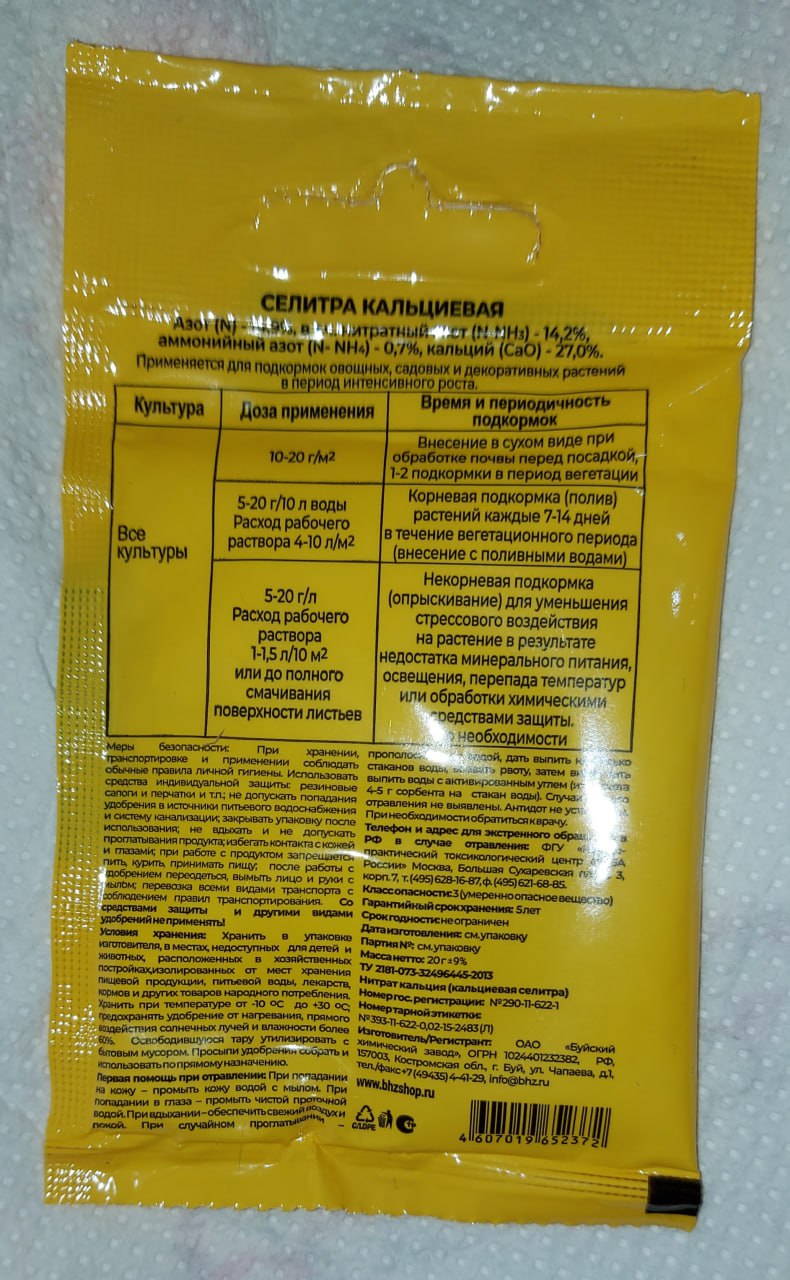 СЕЛИТРА КАЛЬЦИЕВАЯ
Азот (N) - в нитратный (N-NH3) - 14,2%,
аммонийный азот (N- NH4) - 0,7%, кальций (CaO) - 27,0%.
Применяется для подкормок овощных, садовых и декоративных растений
в период интенсивного роста.
Культура
Доза применения
Время и периодичность
подкормок
Все
культуры
10-20 г/м2
Внесение в сухом виде при
обработке почвы перед посадкой,
1-2 подкормки в период вегетации
5-20 г/10 л воды
Расход рабочего
раствора 4-10 л/м2
Корневая подкормка (полив)
растений каждые 7-14 дней
в течение вегетационного периода
(внесение с поливными водами)
5-20 г/л
Расход рабочего
раствора
1-1,5 л/10 м2
или до полного
смачивания
поверхности листьев
Некорневая подкормка
(опрыскивание) для уменьшения
стрессового воздействия
на растение в результате
недостатка минерального питания,
освещения, перепада температур
или обработки химическими
средствами защиты.
необходимости
Меры безопасности: При хранении,
транспортировке и применении соблюдать
обычные правила личной гигиены. Использовать
средства индивидуальной защиты: резиновые
сапоги и перчатки и т.п.; не допускать попадания
удобрения в источники питьевого водоснабжения
и систему канализации; закрывать упаковку после
использования; не вдыхать и не допускать
проглатывания продукта; избегать контакта с кожей
и глазами; при работе с продуктом запрещается
пить, курить, принимать пищу; после работы с
удобрением переодеться, вымыть лицо и руки с
мылом; перевозка всеми видами транспорта с
соблюдением правил транспортирования. Со
средствами защиты и другими видами
удобрений не применять!
Условия хранения: Хранить в упаковке
изготовителя, в местах, недоступных для детей и
животных, расположенных в хозяйственных
постройках,изолированных от мест хранения
пищевой продукции, питьевой воды, лекарств,
кормов и других товаров народного потребления.
Хранить при температуре от -10 °С до +30 °С;
предохранять удобрение от нагревания, прямого
воздействия солнечных лучей и влажности более
60%. Освободившуюся тару утилизировать с
бытовым мусором. Просыпи удобрения собрать и
использовать по прямому назначению.
Первая помощь при отравлении: При попадании
на кожу – промыть кожу водой с мылом. При
попадании в глаза – промыть чистой проточной
водой. При вдыхании – обеспечить свежий воздух и
покой. При случайном проглатывании –
водой, дать выпить
стаканов воды, рвоту, затем
выпить воды с активированным углем
4-5 г сорбента на стакан воды).
отравления не выявлены. Антидот не
При необходимости обратиться к врачу.
Телефон и адрес для экстренного
РФ в случае отравления: ФГУ
практический токсикологический центр
России» Москва, Большая Сухаревская 3,
корп. 7, т. (495) 628-16-87, ф. (495) 621-68-85.
Класс опасности: 3 (умеренно опасное вещество)
Гарантийный срок хранения: 5 лет
Срок годности: не ограничен
Дата изготовления: см. упаковку
Партия №: см. упаковку
Масса нетто: 20 г ±9%
ТУ 2181-073-32496445-2013
Нитрат кальция (кальциевая селитра)
Номер гос. регистрации: №290-11-622-1
Номер тарной этикетки:
№393-11-622-0,02-15-2483 (Л)
Изготовитель/Регистрант: ОАО «Буйский
химический завод», ОГРН 1024401232382, РФ,
157003, Костромская обл., г. Буй, ул. Чапаева, д.1,
тел./факс: +7 (49435) 4-41-29, info@bhz.ru
www.bhzshop.ru
C/LDPE
4 607019 652372